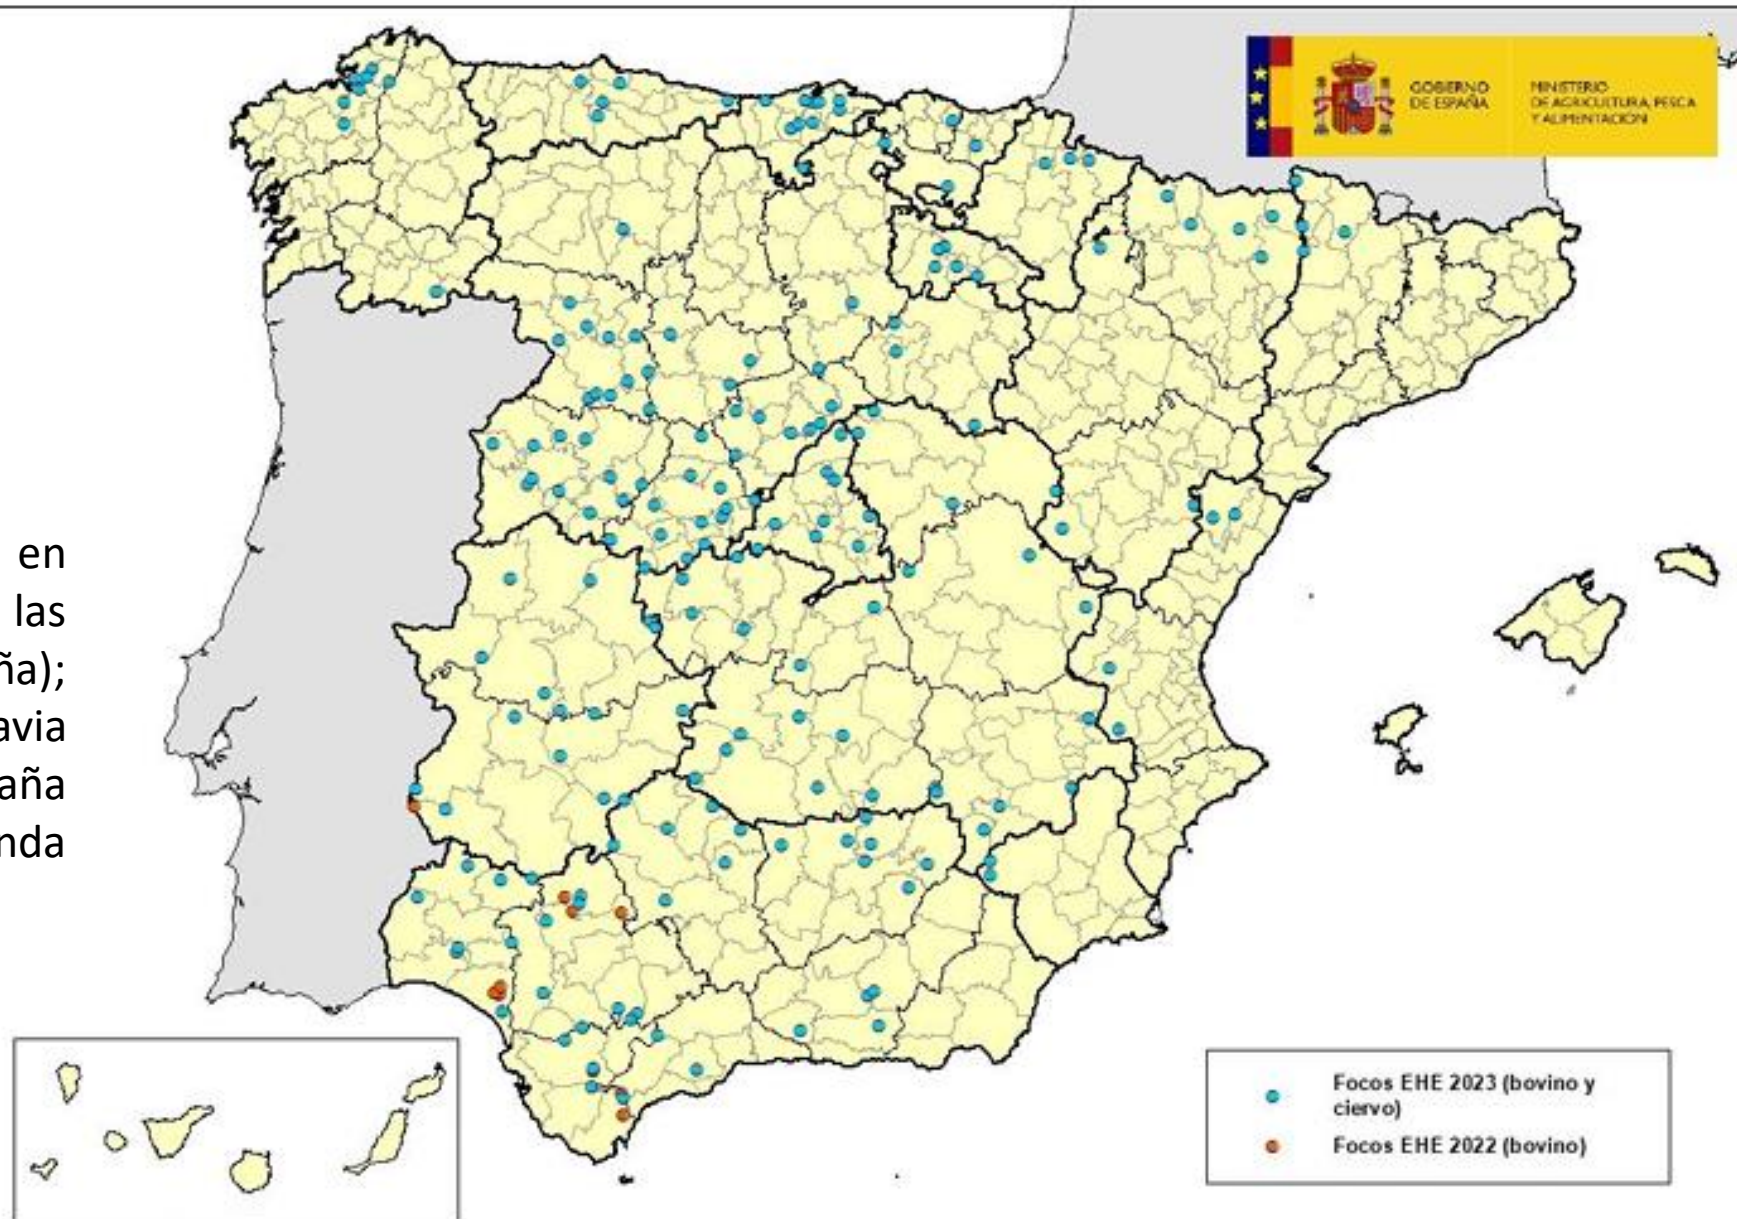 GOBIERNO
DE ESPAÑA
MINISTERIO
DE AGRICULTURA, PESCA
Y ALIMENTACIÓN
en
las
ña);
avia
aña
nda
Focos EHE 2023 (bovino y
ciervo)
Focos EHE 2022 (bovino)